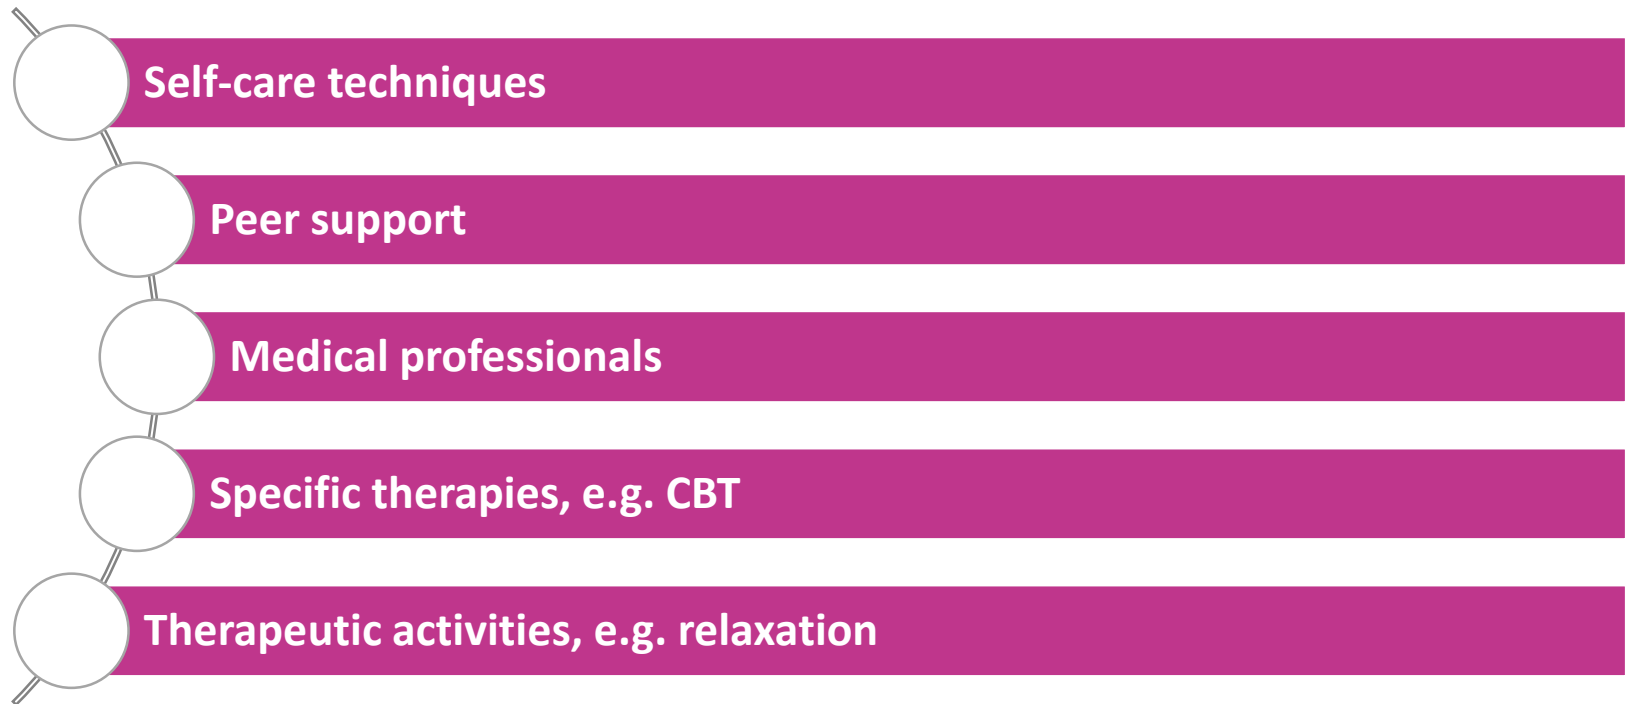 Self-care techniques
Peer support
Medical professionals
Specific therapies, e.g. CBT
Therapeutic activities, e.g. relaxation